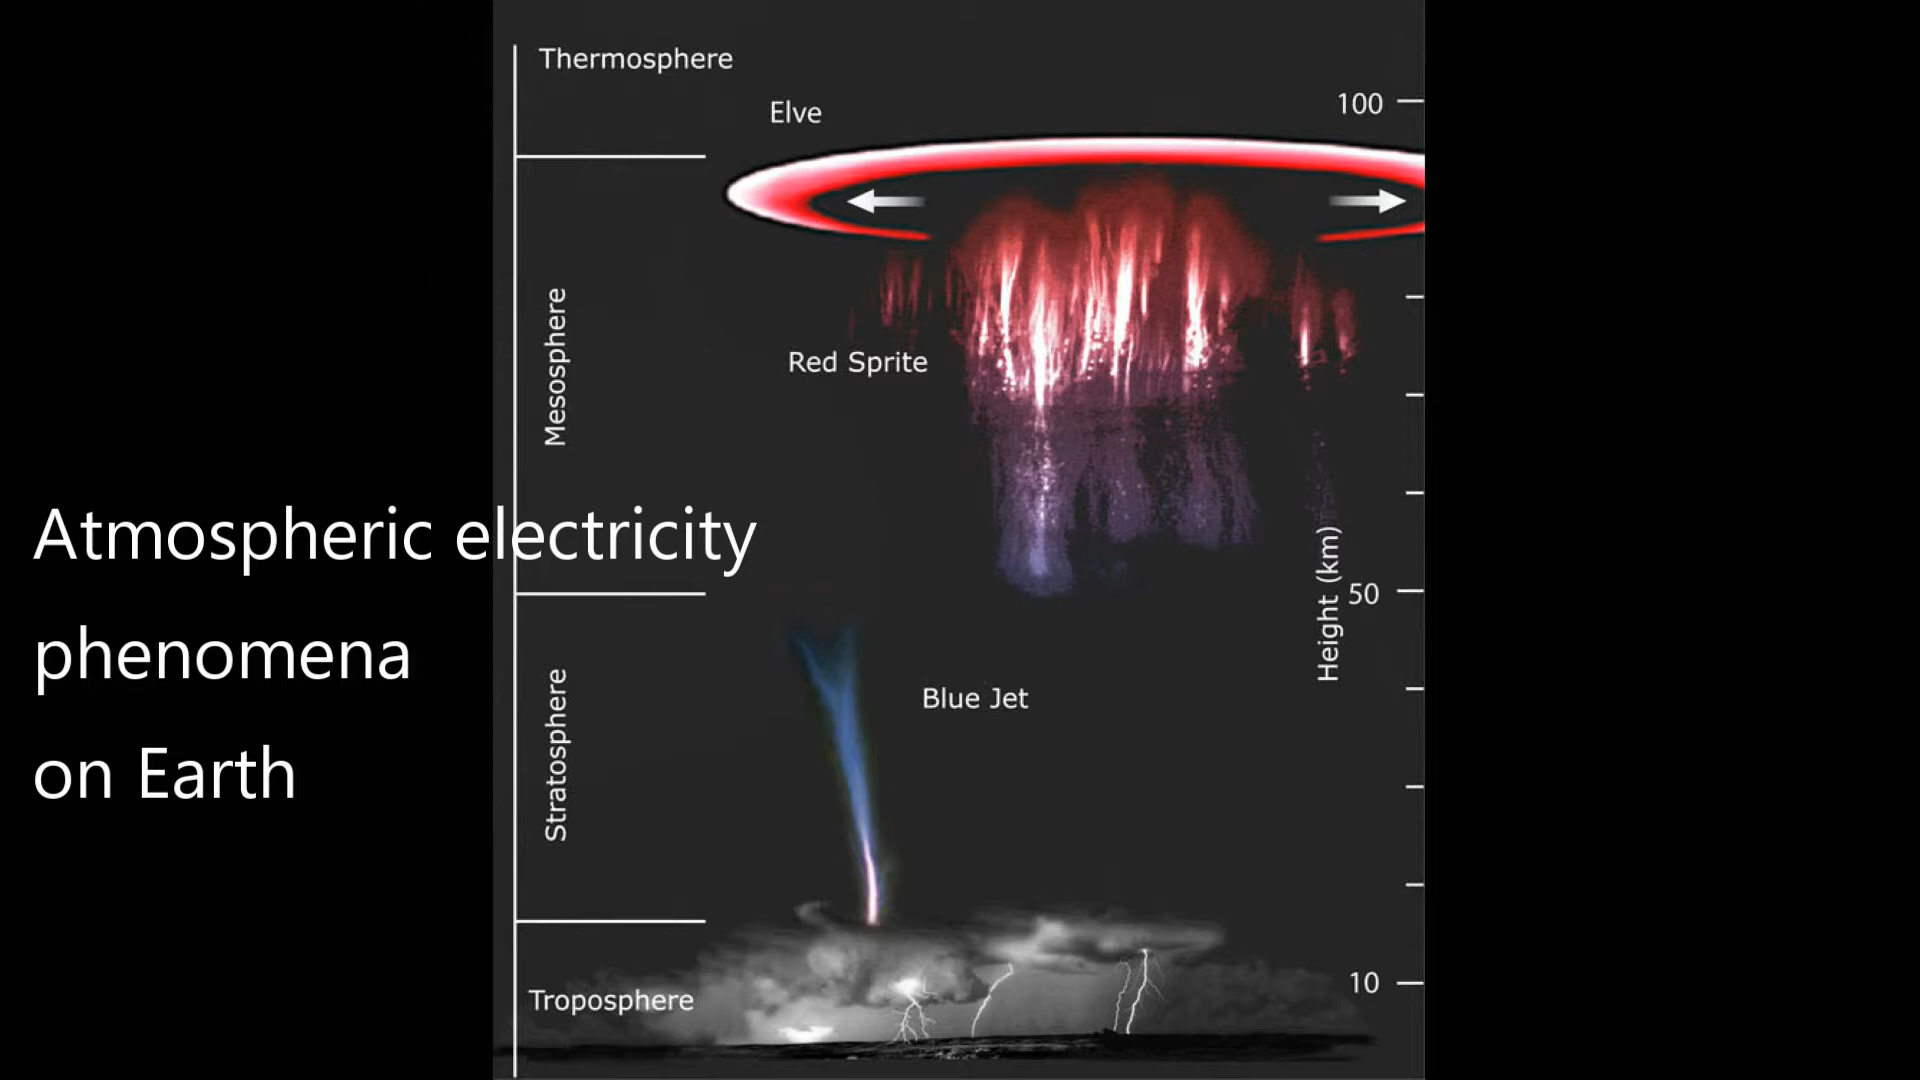 Thermosphere
Elve
100
Mesosphere
Red Sprite
Atmospheric electricity
phenomena
on Earth
Height (km)
50
Blue Jet
Stratosphere
10
Troposphere